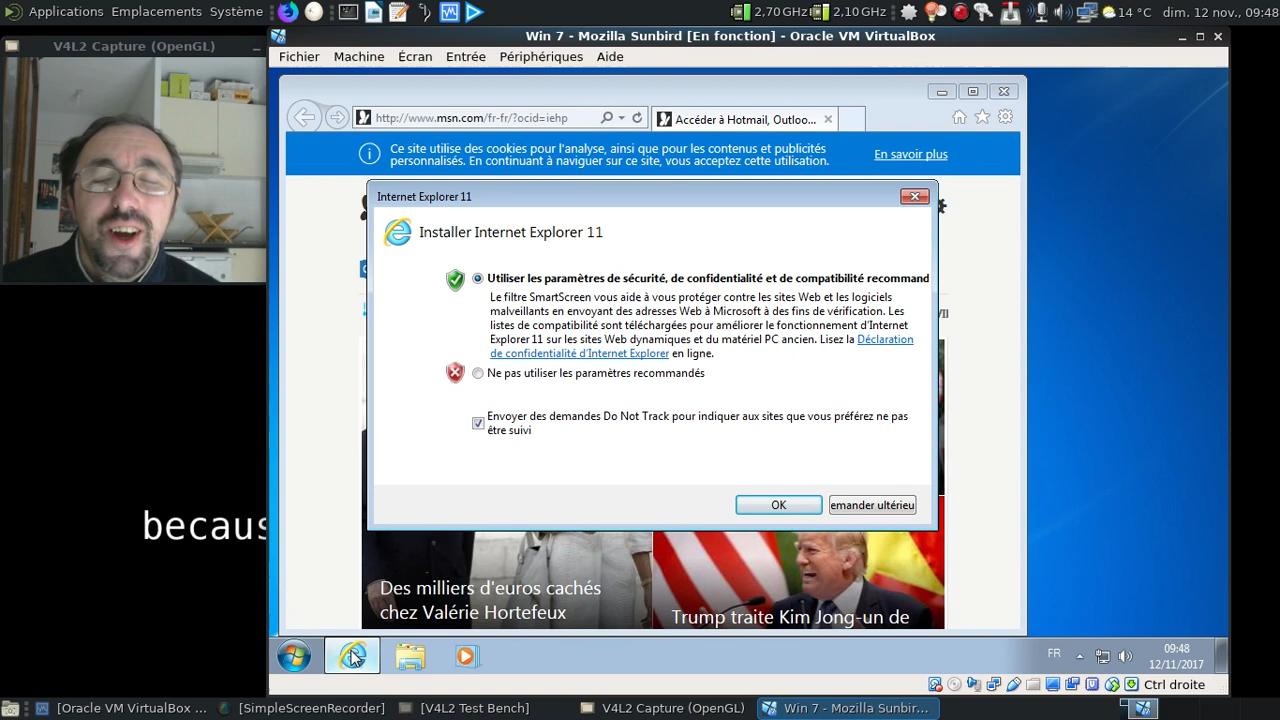 Applications Emplacements Système
2,70 GHz 2,10 GHz 14 °C dim. 12 nov., 09:48
V4L2 Capture (OpenGL)
Win 7 - Mozilla Sunbird [En fonction] - Oracle VM VirtualBox
Fichier Machine Écran Entrée Périphériques Aide
http://www.msn.com/fr-fr/?ocid=iehp
Accéder à Hotmail, Outloo...
Ce site utilise des cookies pour l'analyse, ainsi que pour les contenus et publicités
personnalisés. En continuant à naviguer sur ce site, vous acceptez cette utilisation.
En savoir plus
Internet Explorer 11
Installer Internet Explorer 11
Utiliser les paramètres de sécurité, de confidentialité et de compatibilité recommand
Le filtre SmartScreen vous aide à vous protéger contre les sites Web et les logiciels
malveillants en envoyant des adresses Web à Microsoft à des fins de vérification. Les
listes de compatibilité sont téléchargées pour améliorer le fonctionnement d'Internet
Explorer 11 sur les sites Web dynamiques et du matériel PC ancien. Lisez la Déclaration
de confidentialité d'Internet Explorer en ligne.
Ne pas utiliser les paramètres recommandés
Envoyer des demandes Do Not Track pour indiquer aux sites que vous préférez ne pas
être suivi
OK
emander ultérieu
becaus
Des milliers d'euros cachés
chez Valérie Hortefeux
Trump traite Kim Jong-un de
FR
09:48
12/11/2017
Ctrl droite
[Oracle VM VirtualBox ... [SimpleScreenRecorder] [V4L2 Test Bench] V4L2 Capture (OpenGL) Win 7 - Mozilla Sunbir...